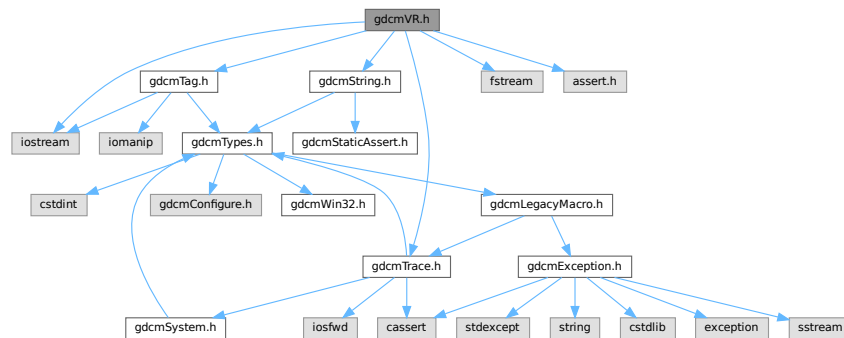 gdcmVR.h
gdcmTag.h
gdcmString.h
fstream
assert.h
iostream
iomanip
gdcmTypes.h
gdcmStaticAssert.h
cstdint
gdcmConfigure.h
gdcmWin32.h
gdcmLegacyMacro.h
gdcmTrace.h
gdcmException.h
gdcmSystem.h
iosfwd
cassert
stdexcept
string
cstdlib
exception
sstream